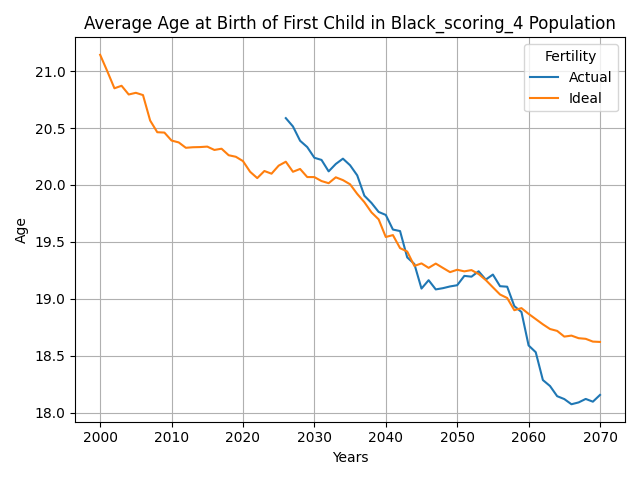 Average Age at Birth of First Child in Black_scoring_4 Population
Fertility
Actual
Ideal
Age
21.0
20.5
20.0
19.5
19.0
18.5
18.0
2000 2010 2020 2030 2040 2050 2060 2070
Years